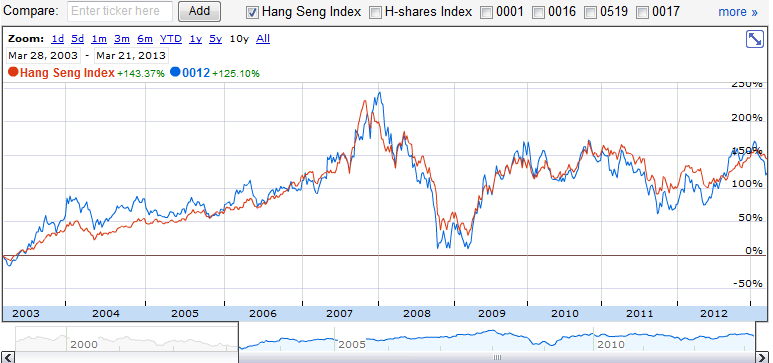 Compare: Enter ticker here Add Hang Seng Index H-shares Index 0001 0016 0519 0017 more »
Zoom: 1d 5d 1m 3m 6m YTD 1y 5y 10y All
Mar 28, 2003 - Mar 21, 2013
Hang Seng Index +143.37% 0012 +125.10%
250%
200%
150%
100%
50%
0%
-50%
2003 2004 2005 2006 2007 2008 2009 2010 2011 2012
2000 2005 2010